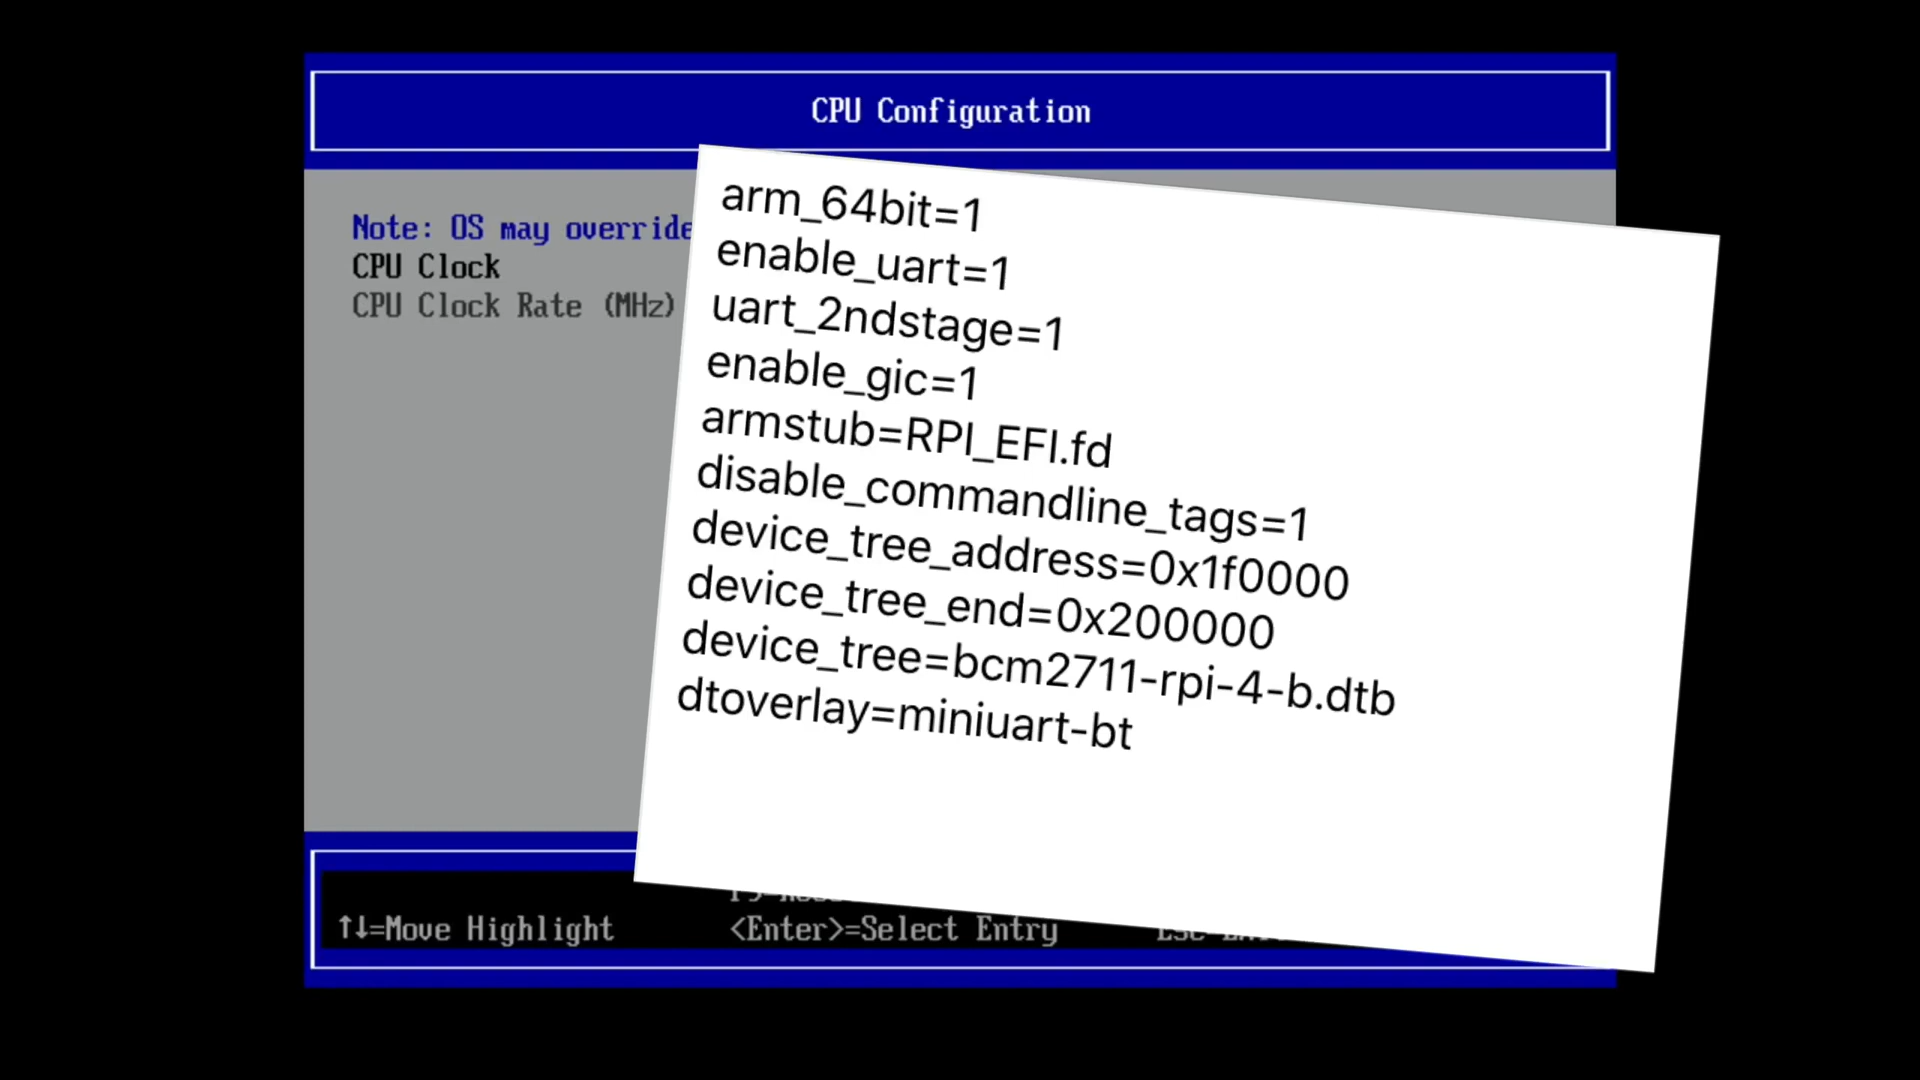 CPU Configuration
Note: OS may override
CPU Clock
CPU Clock Rate (MHz)
arm_64bit=1
enable_uart=1
uart_2ndstage=1
enable_gic=1
armstub=RPI_EFI.fd
disable_commandline_tags=1
device_tree_address=0x1f0000
device_tree_end=0x200000
device_tree=bcm2711-rpi-4-b.dtb
dtoverlay=miniuart-bt
↑↓=Move Highlight <Enter>=Select Entry